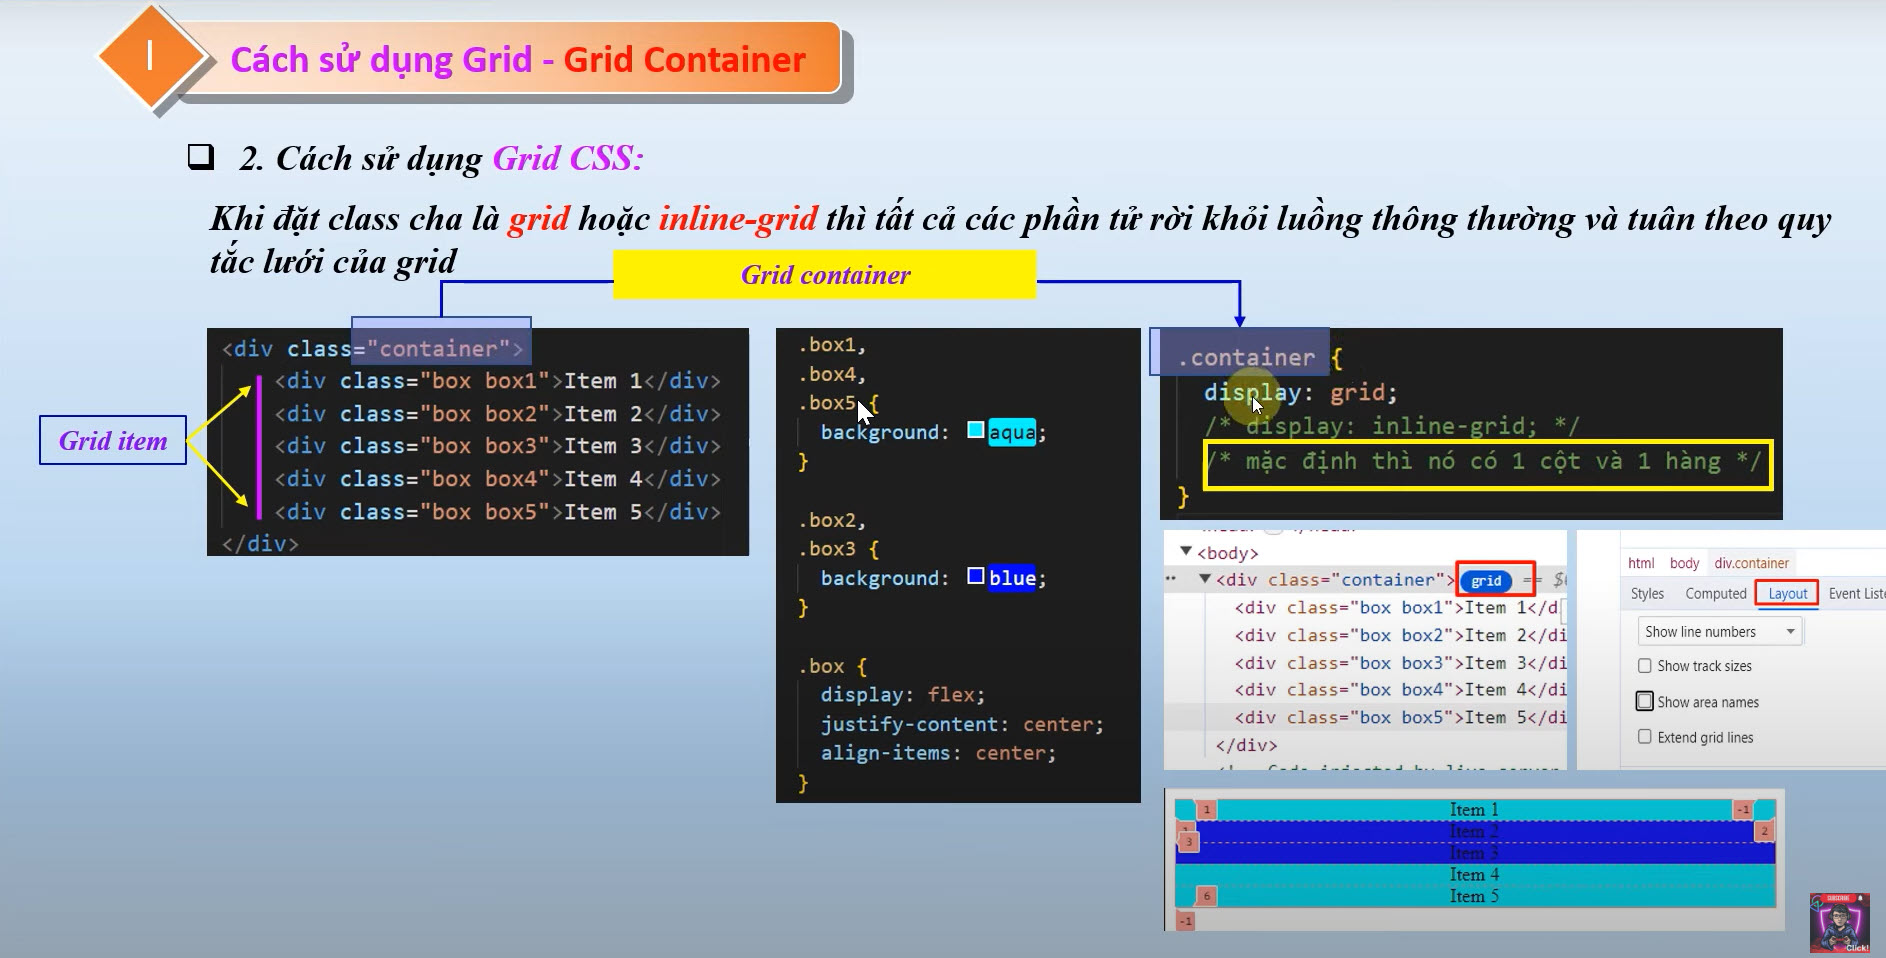 I
Cách sử dụng Grid - Grid Container
2. Cách sử dụng Grid CSS:
Khi đặt class cha là grid hoặc inline-grid thì tất cả các phần tử rời khỏi luồng thông thường và tuân theo quy
tắc lưới của grid
Grid container
Grid item
<div class="container">
<div class="box box1">Item 1</div>
<div class="box box2">Item 2</div>
<div class="box box3">Item 3</div>
<div class="box box4">Item 4</div>
<div class="box box5">Item 5</div>
</div>
.box1,
.box4,
.box5 {
background: aqua;
}
.box2,
.box3 {
background: blue;
}
.box {
display: flex;
justify-content: center;
align-items: center;
}
.container {
display: grid;
/* display: inline-grid; */
/* mặc định thì nó có 1 cột và 1 hàng */
}
<body>
<div class="container"> grid ==
<div class="box box1">Item 1</d
<div class="box box2">Item 2</di
<div class="box box3">Item 3</di
<div class="box box4">Item 4</di
<div class="box box5">Item 5</di
</div>
html body div.container
Styles Computed Layout Event Liste
Show line numbers
Show track sizes
Show area names
Extend grid lines
1 Item 1 -1
Item 2 2
3 Item 3
Item 4
6 Item 5
-1
SUBSCRIBE
Click!